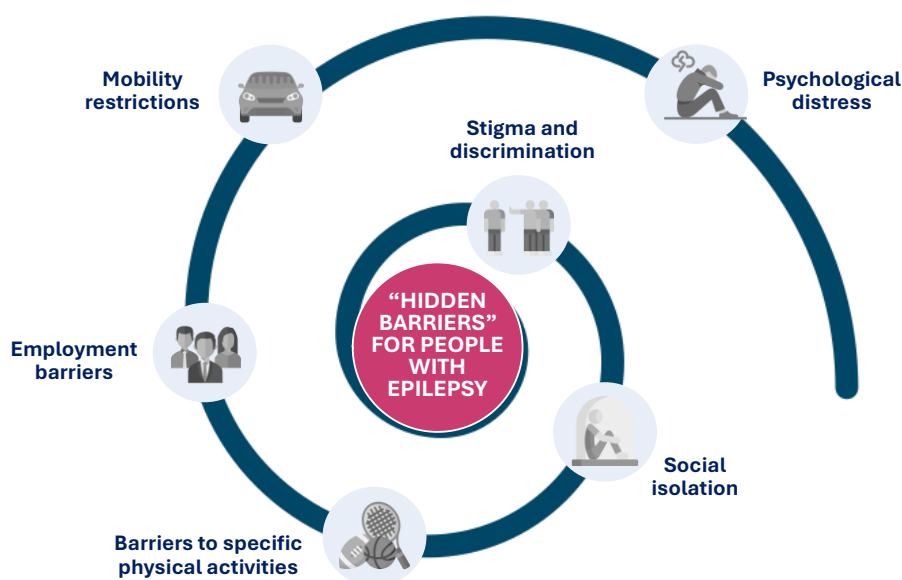 Mobility
restrictions
Psychological
distress
Stigma and
discrimination
“HIDDEN
BARRIERS”
FOR PEOPLE
WITH
EPILEPSY
Employment
barriers
Social
isolation
Barriers to specific
physical activities